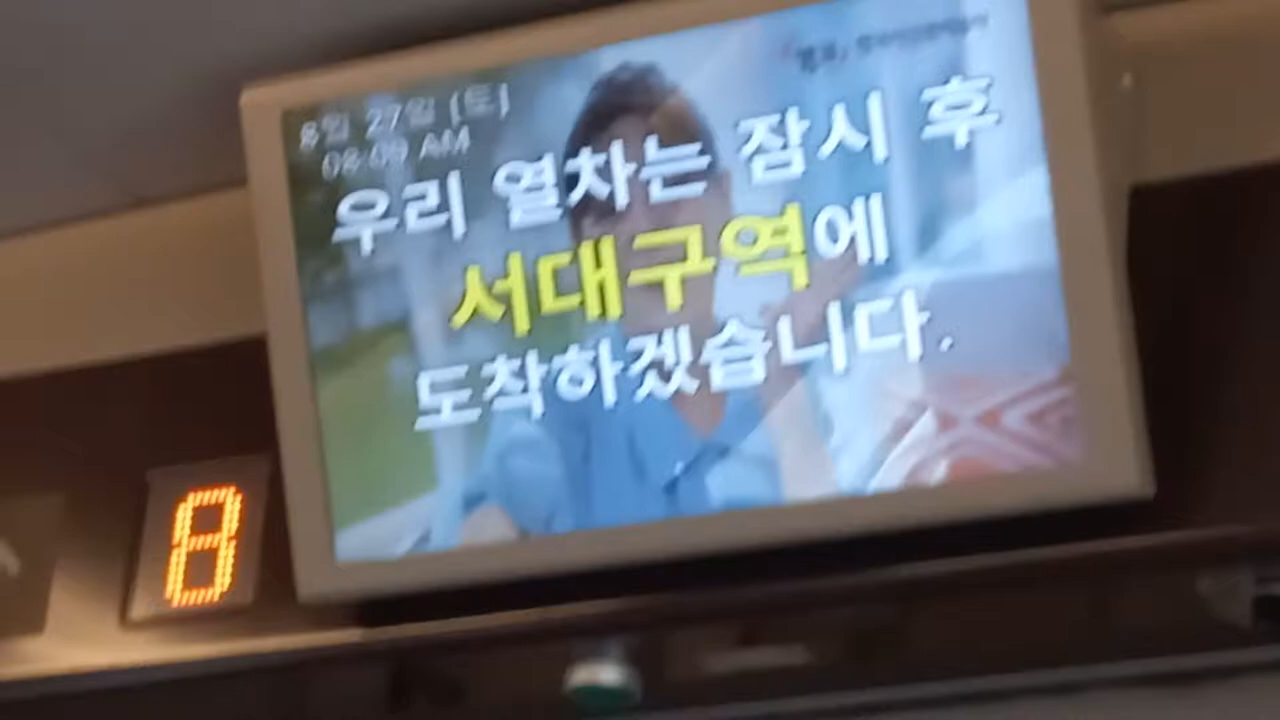 8월 27일 (토)
08:09 AM
우리 열차는 잠시 후
서대구역에
도착하겠습니다.
8